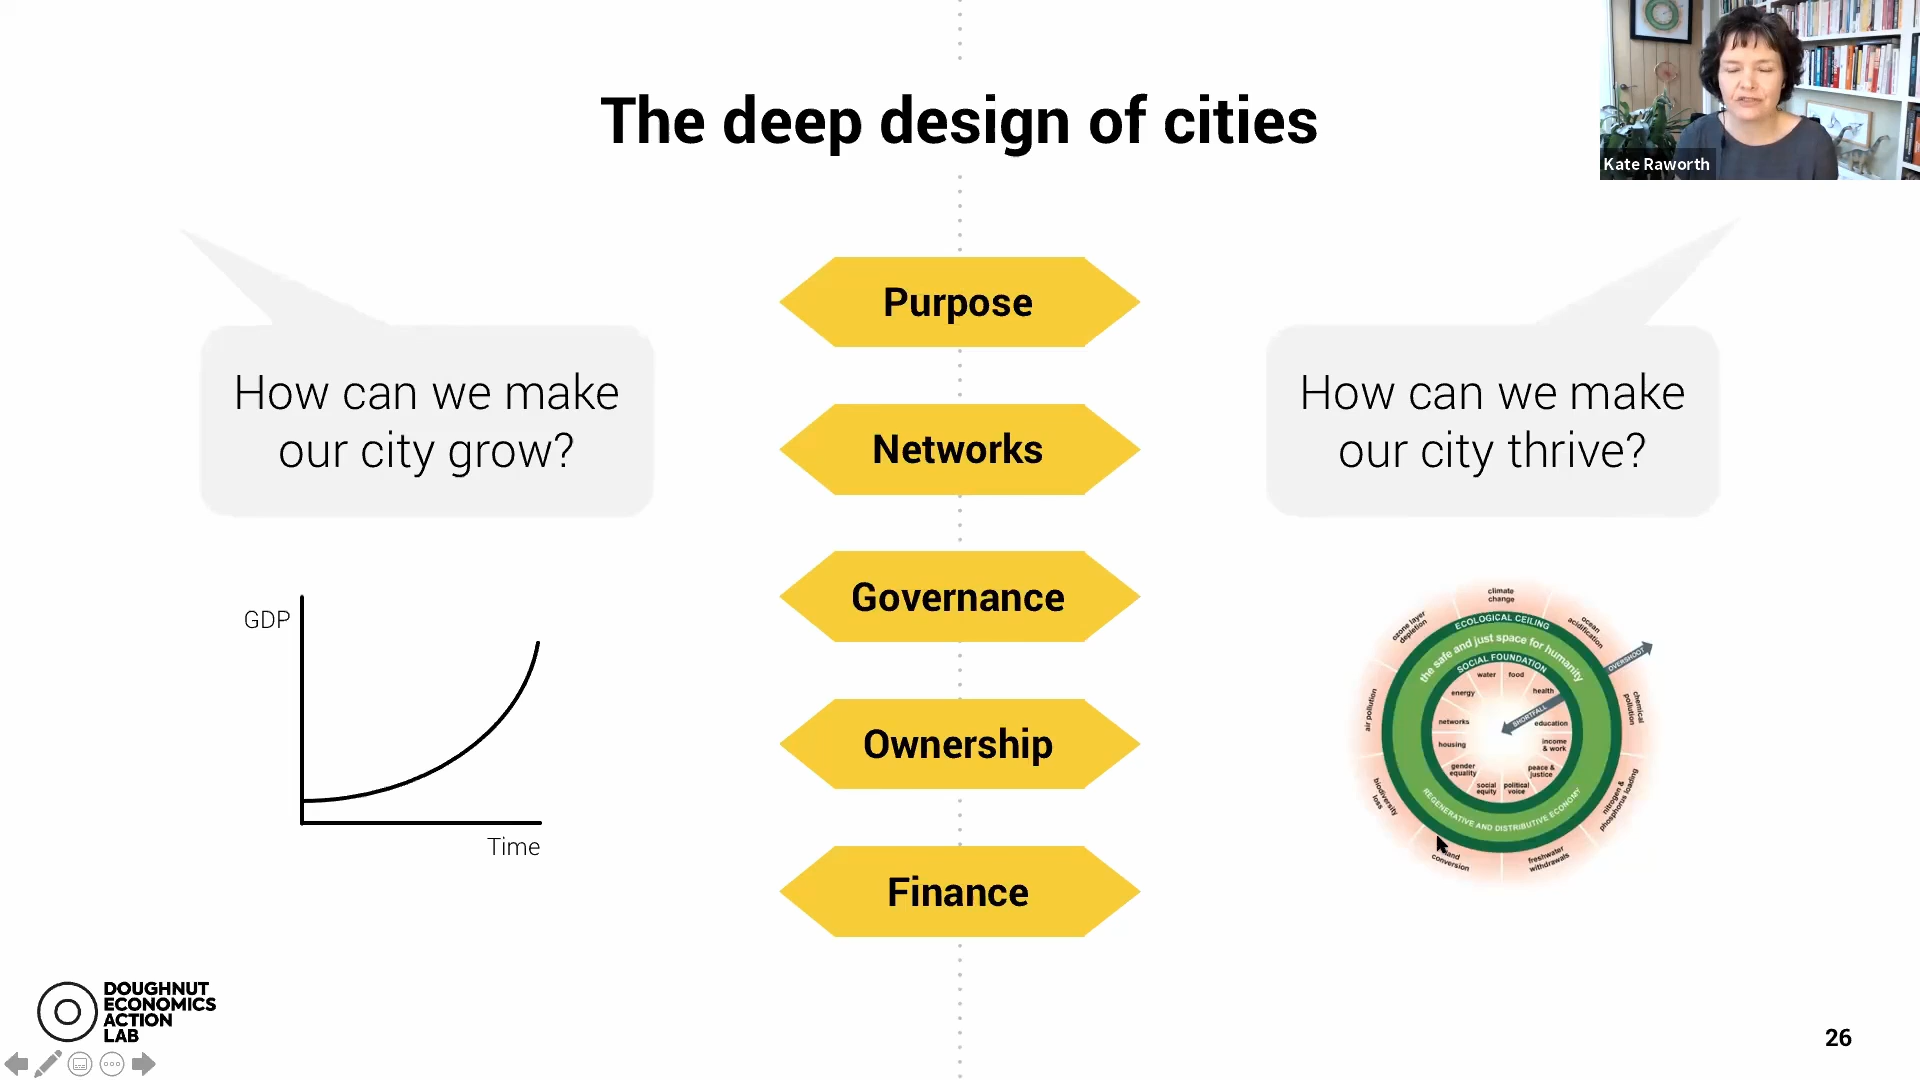 The deep design of cities
Kate Raworth
How can we make
our city grow?
GDP
Time
Purpose
Networks
Governance
Ownership
Finance
How can we make
our city thrive?
climate
change
ocean
acidification
chemical
pollution
nitrogen &
phosphorus loading
freshwater
withdrawals
land
conversion
biodiversity
loss
air pollution
ozone layer
depletion
OVERSHOOT
ECOLOGICAL CEILING
the safe and just space for humanity
SOCIAL FOUNDATION
water
food
health
SHORTFALL
education
income
& work
peace &
justice
political
voice
social
equity
gender
equality
housing
networks
energy
REGENERATIVE AND DISTRIBUTIVE ECONOMY
DOUGHNUT
ECONOMICS
ACTION
LAB
26